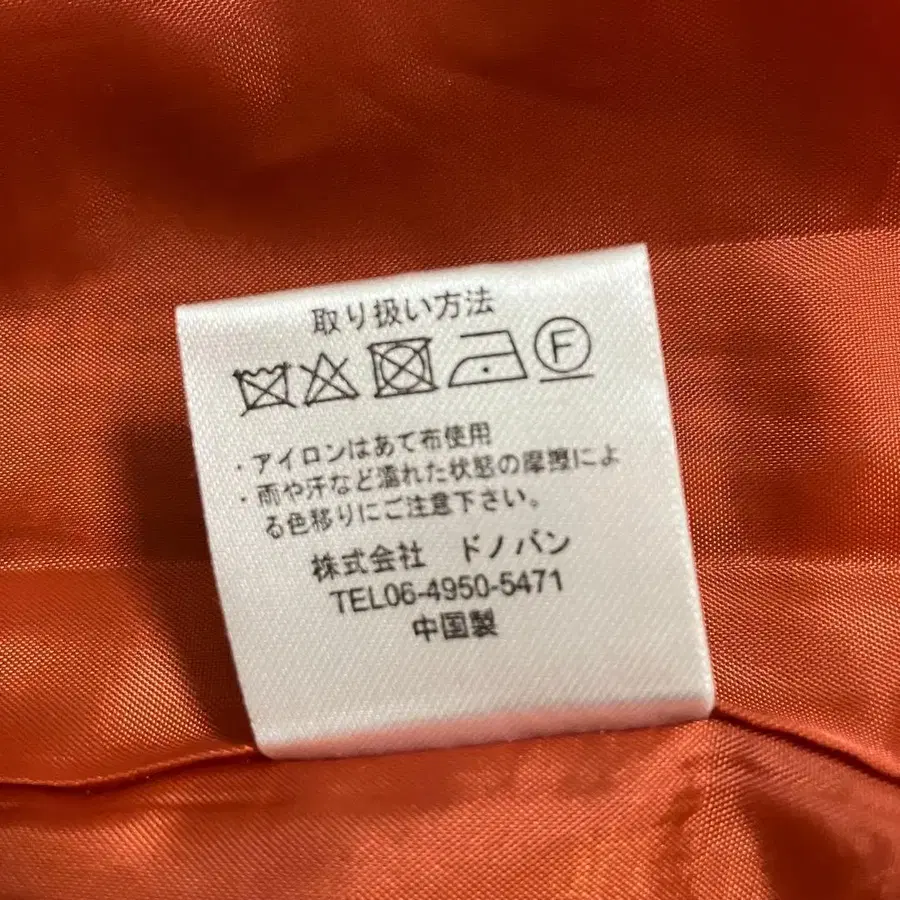 取り扱い方法
F
・アイロンはあて布使用
・雨や汗など濡れた状態の摩擦によ
る色移りにご注意下さい。
株式会社 ドノバン
TEL06-4950-5471
中国製